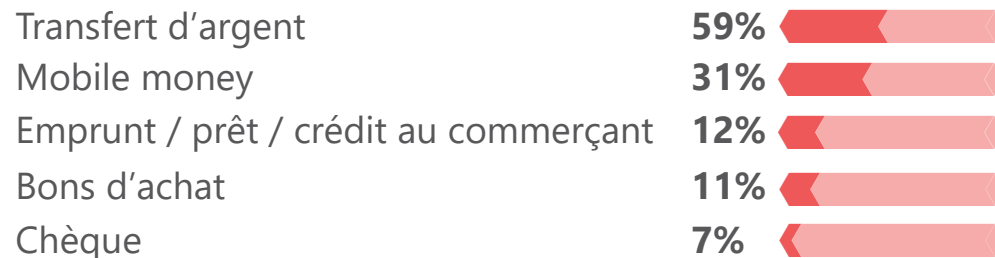 Transfert d’argent 59%
Mobile money 31%
Emprunt / prêt / crédit au commerçant 12%
Bons d’achat 11%
Chèque 7%